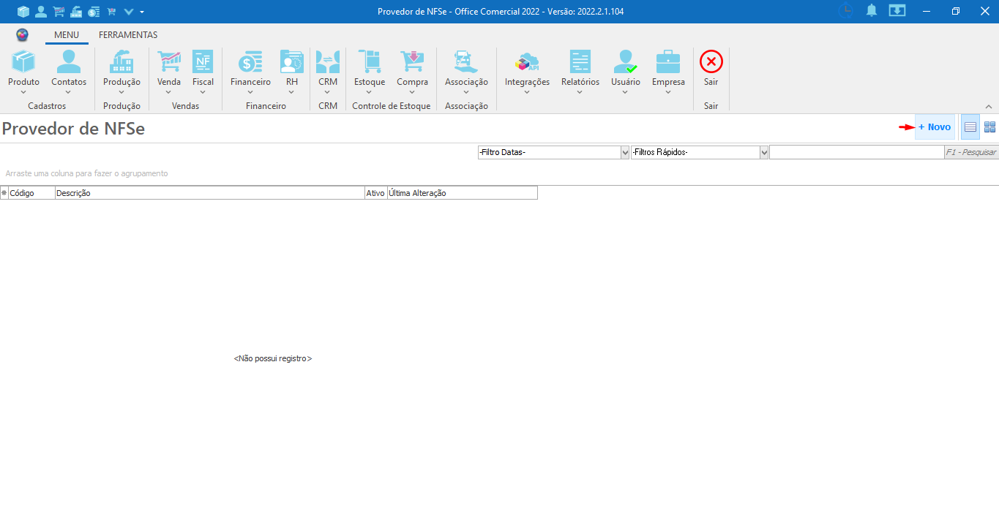 Provedor de NFSe - Office Comercial 2022 - Versão: 2022.2.1.104
MENU FERRAMENTAS
Produto Contatos Produção Venda Fiscal Financeiro RH CRM Estoque Compra Associação Integrações Relatórios Usuário Empresa Sair
Cadastros Produção Vendas Financeiro CRM Controle de Estoque Associação Sair
Provedor de NFSe
+ Novo
-Filtro Datas- -Filtros Rápidos- F1 - Pesquisar
Arraste uma coluna para fazer o agrupamento
Código Descrição Ativo Última Alteração
<Não possui registro>